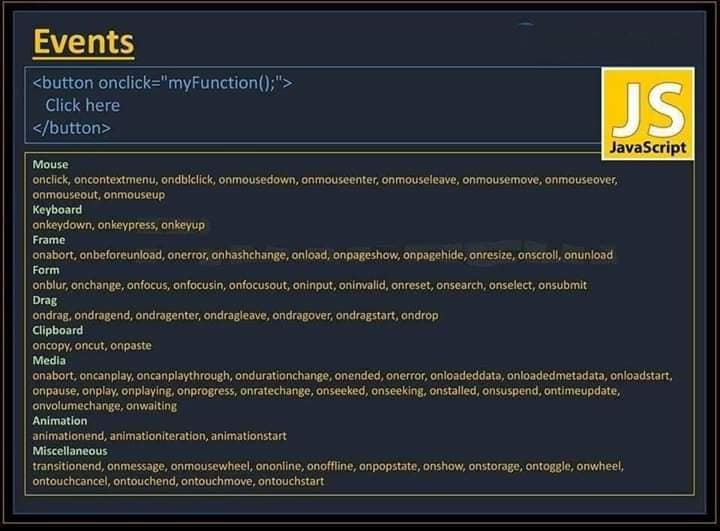 Events
<button onclick="myFunction();">
Click here
</button>
JS
JavaScript
Mouse
onclick, oncontextmenu, ondblclick, onmousedown, onmouseenter, onmouseleave, onmousemove, onmouseover,
onmouseout, onmouseup
Keyboard
onkeydown, onkeypress, onkeyup
Frame
onabort, onbeforeunload, onerror, onhashchange, onload, onpageshow, onpagehide, onresize, onscroll, onunload
Form
onblur, onchange, onfocus, onfocusin, onfocusout, oninput, oninvalid, onreset, onsearch, onselect, onsubmit
Drag
ondrag, ondragend, ondragenter, ondragleave, ondragover, ondragstart, ondrop
Clipboard
oncopy, oncut, onpaste
Media
onabort, oncanplay, oncanplaythrough, ondurationchange, onended, onerror, onloadeddata, onloadedmetadata, onloadstart,
onpause, onplay, onplaying, onprogress, onratechange, onseeked, onseeking, onstalled, onsuspend, ontimeupdate,
onvolumechange, onwaiting
Animation
animationend, animationiteration, animationstart
Miscellaneous
transitionend, onmessage, onmousewheel, ononline, onoffline, onpopstate, onshow, onstorage, ontoggle, onwheel,
ontouchcancel, ontouchend, ontouchmove, ontouchstart